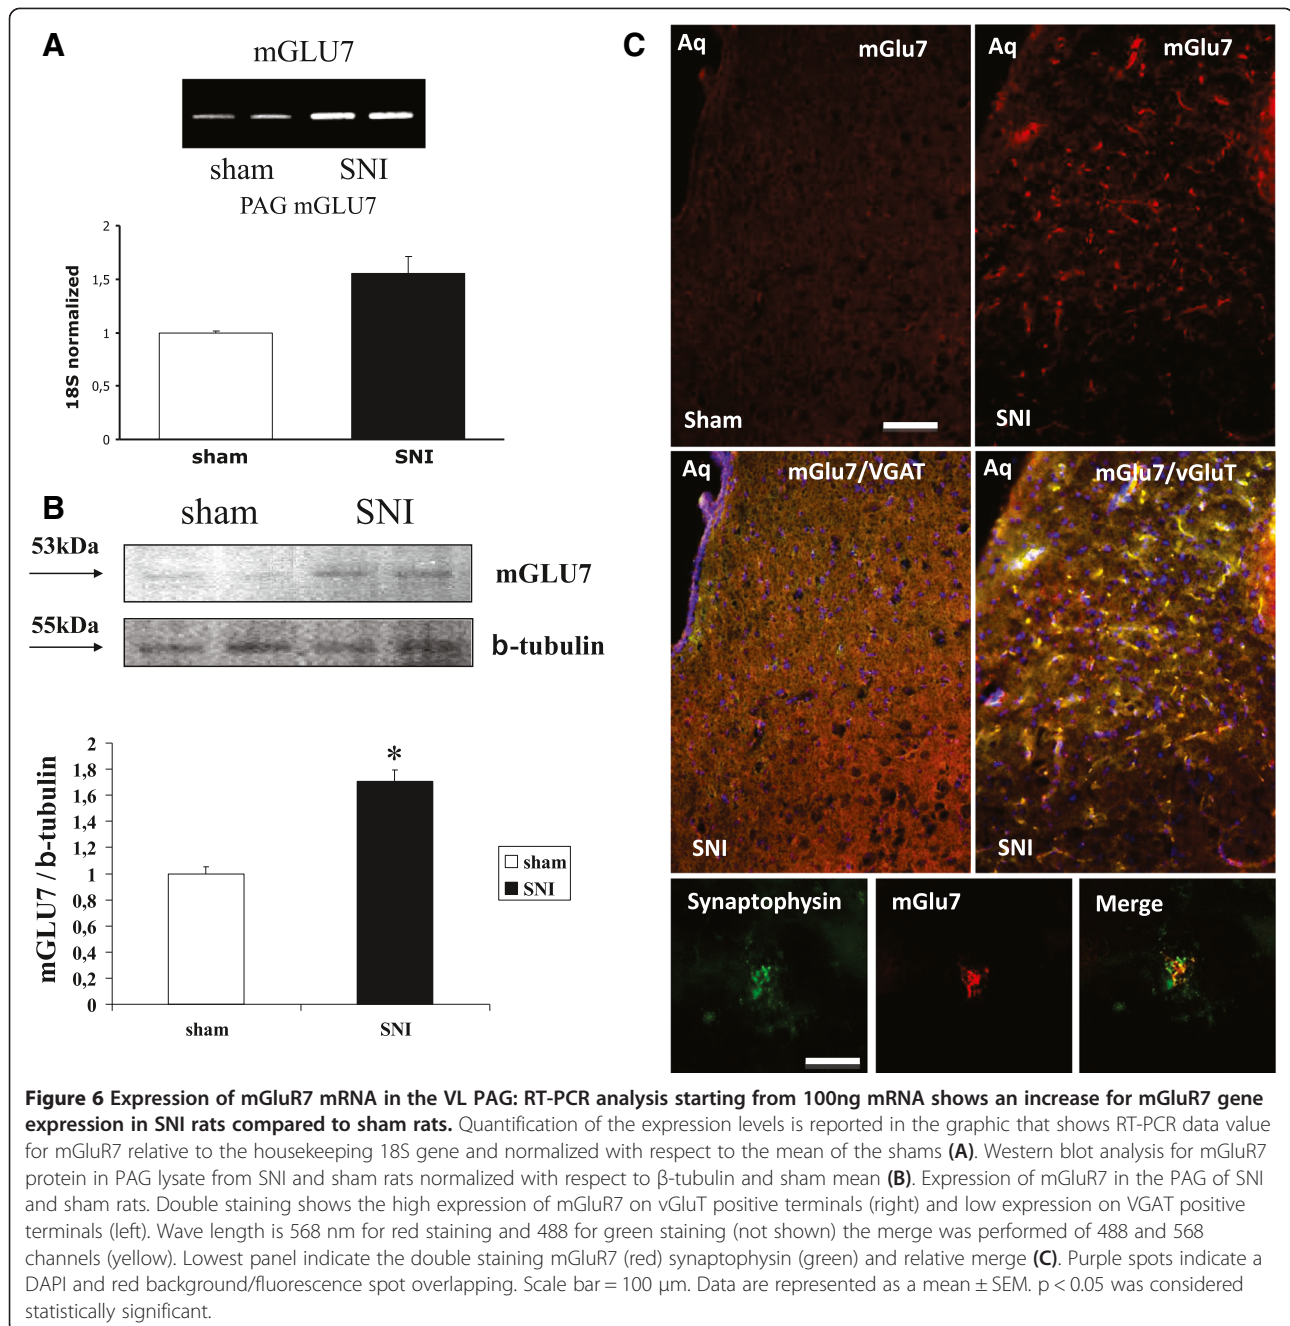 A
mGLU7
sham SNI
PAG mGLU7
18S normalized
2
1,5
1
0,5
0
sham SNI
B
sham SNI
53kDa
mGLU7
55kDa
b-tubulin
mGLU7 / b-tubulin
2
1,8
1,6
1,4
1,2
1
0,8
0,6
0,4
0,2
0
*
sham SNI
sham
SNI
C
Aq mGlu7
Sham
Aq mGlu7
SNI
Aq mGlu7/VGAT
SNI
Aq mGlu7/vGluT
SNI
Synaptophysin
mGlu7
Merge
Figure 6 Expression of mGluR7 mRNA in the VL PAG: RT-PCR analysis starting from 100ng mRNA shows an increase for mGluR7 gene
expression in SNI rats compared to sham rats. Quantification of the expression levels is reported in the graphic that shows RT-PCR data value
for mGluR7 relative to the housekeeping 18S gene and normalized with respect to the mean of the shams (A). Western blot analysis for mGluR7
protein in PAG lysate from SNI and sham rats normalized with respect to β-tubulin and sham mean (B). Expression of mGluR7 in the PAG of SNI
and sham rats. Double staining shows the high expression of mGluR7 on vGluT positive terminals (right) and low expression on VGAT positive
terminals (left). Wave length is 568 nm for red staining and 488 for green staining (not shown) the merge was performed of 488 and 568
channels (yellow). Lowest panel indicate the double staining mGluR7 (red) synaptophysin (green) and relative merge (C). Purple spots indicate a
DAPI and red background/fluorescence spot overlapping. Scale bar = 100 μm. Data are represented as a mean ± SEM. p < 0.05 was considered
statistically significant.